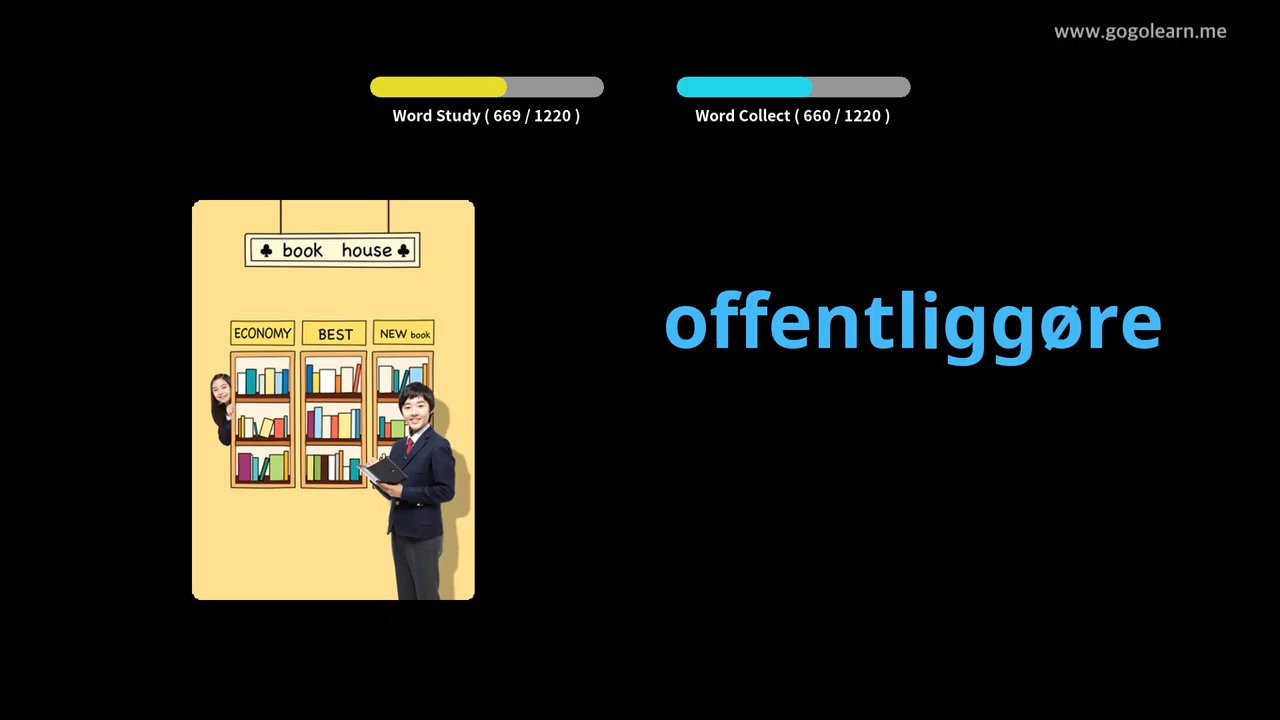 www.gogolearn.me
Word Study ( 669 / 1220 )
Word Collect ( 660 / 1220 )
♣ book house ♣
ECONOMY
BEST
NEW book
offentliggøre